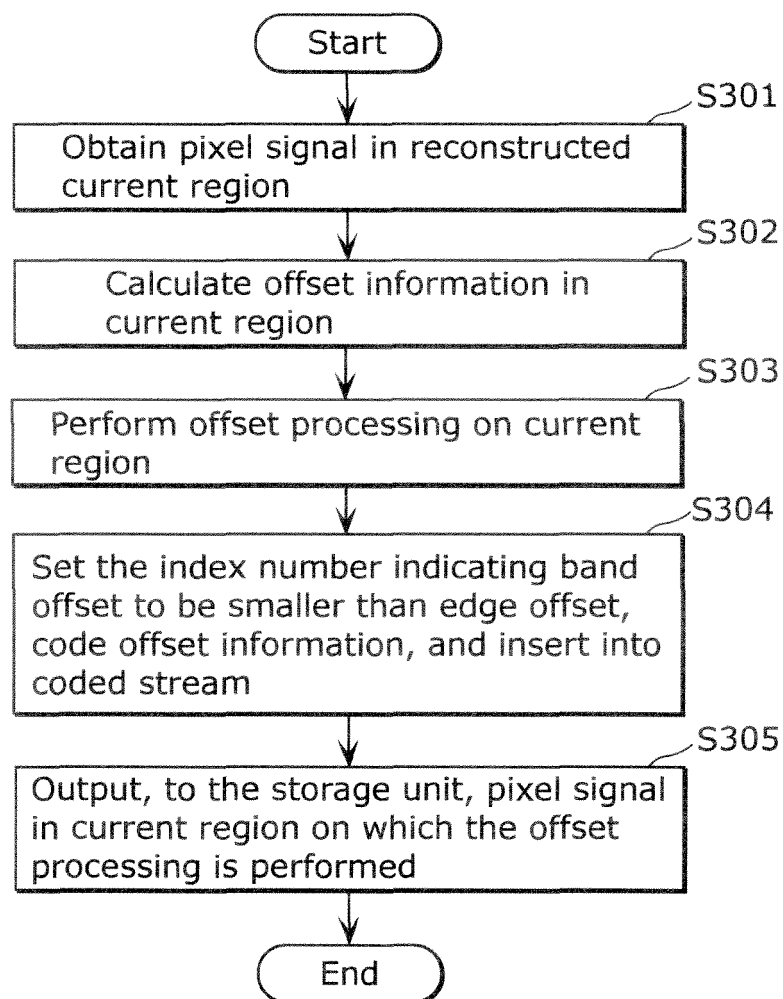 Start
S301
Obtain pixel signal in reconstructed
current region
S302
Calculate offset information in
current region
S303
Perform offset processing on current
region
S304
Set the index number indicating band
offset to be smaller than edge offset,
code offset information, and insert into
coded stream
S305
Output, to the storage unit, pixel signal
in current region on which the offset
processing is performed
End